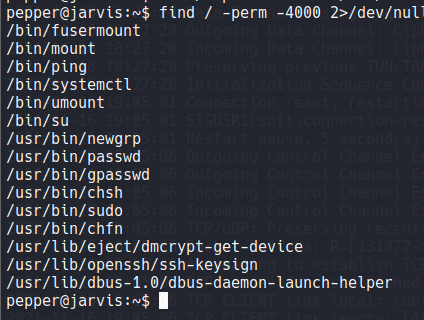 pepper@jarvis:~$ find / -perm -4000 2>/dev/null
/bin/fusermount
/bin/mount
/bin/ping
/bin/systemctl
/bin/umount
/bin/su
/usr/bin/newgrp
/usr/bin/passwd
/usr/bin/gpasswd
/usr/bin/chsh
/usr/bin/sudo
/usr/bin/chfn
/usr/lib/eject/dmcrypt-get-device
/usr/lib/openssh/ssh-keysign
/usr/lib/dbus-1.0/dbus-daemon-launch-helper
pepper@jarvis:~$